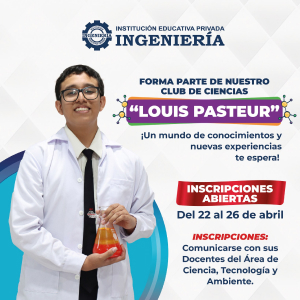 INSTITUCIÓN EDUCATIVA PRIVADA
INGENIERÍA
FORMA PARTE DE NUESTRO
CLUB DE CIENCIAS
“LOUIS PASTEUR”
¡Un mundo de conocimientos y
nuevas experiencias
te espera!
INSCRIPCIONES
ABIERTAS
Del 22 al 26 de abril
INSCRIPCIONES:
Comunicarse con sus
Docentes del Área de
Ciencia, Tecnología y
Ambiente.